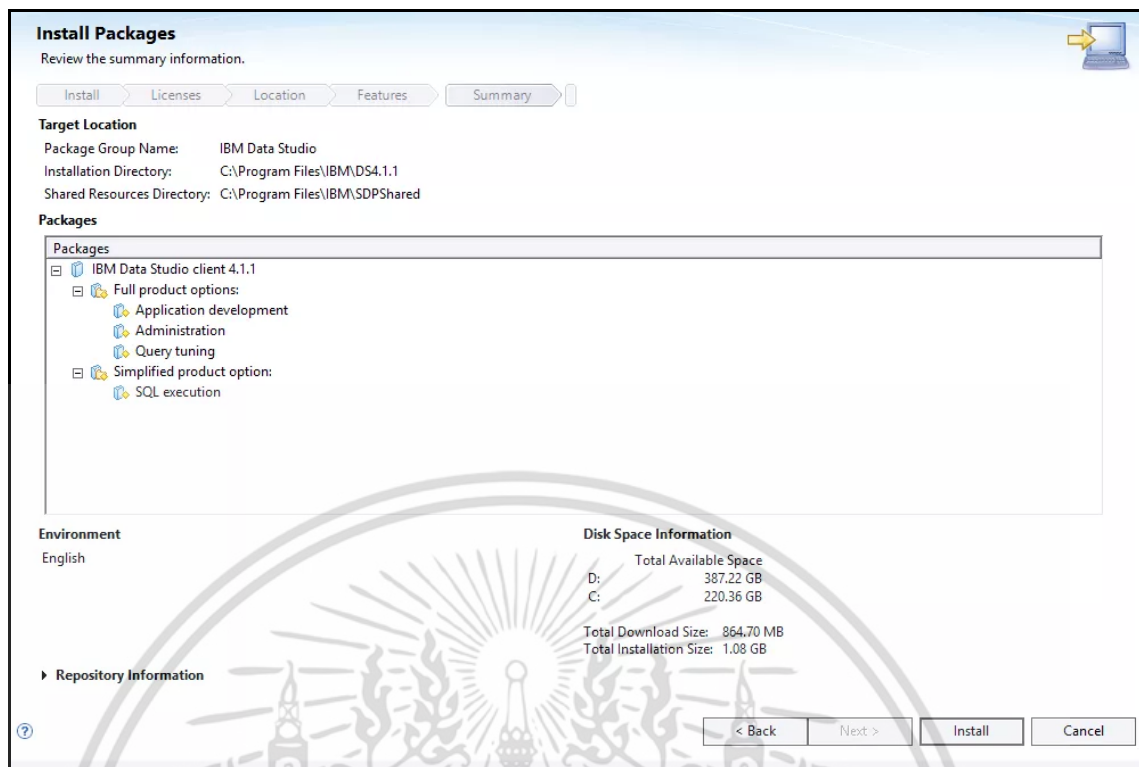 Install Packages
Review the summary information.
Install Licenses Location Features Summary
Target Location
Package Group Name: IBM Data Studio
Installation Directory: C:\Program Files\IBM\DS4.1.1
Shared Resources Directory: C:\Program Files\IBM\SDPShared
Packages
Packages
IBM Data Studio client 4.1.1
Full product options:
Application development
Administration
Query tuning
Simplified product option:
SQL execution
Environment
English
Disk Space Information
Total Available Space
D: 387.22 GB
C: 220.36 GB
Total Download Size: 864.70 MB
Total Installation Size: 1.08 GB
Repository Information
? < Back Next > Install Cancel